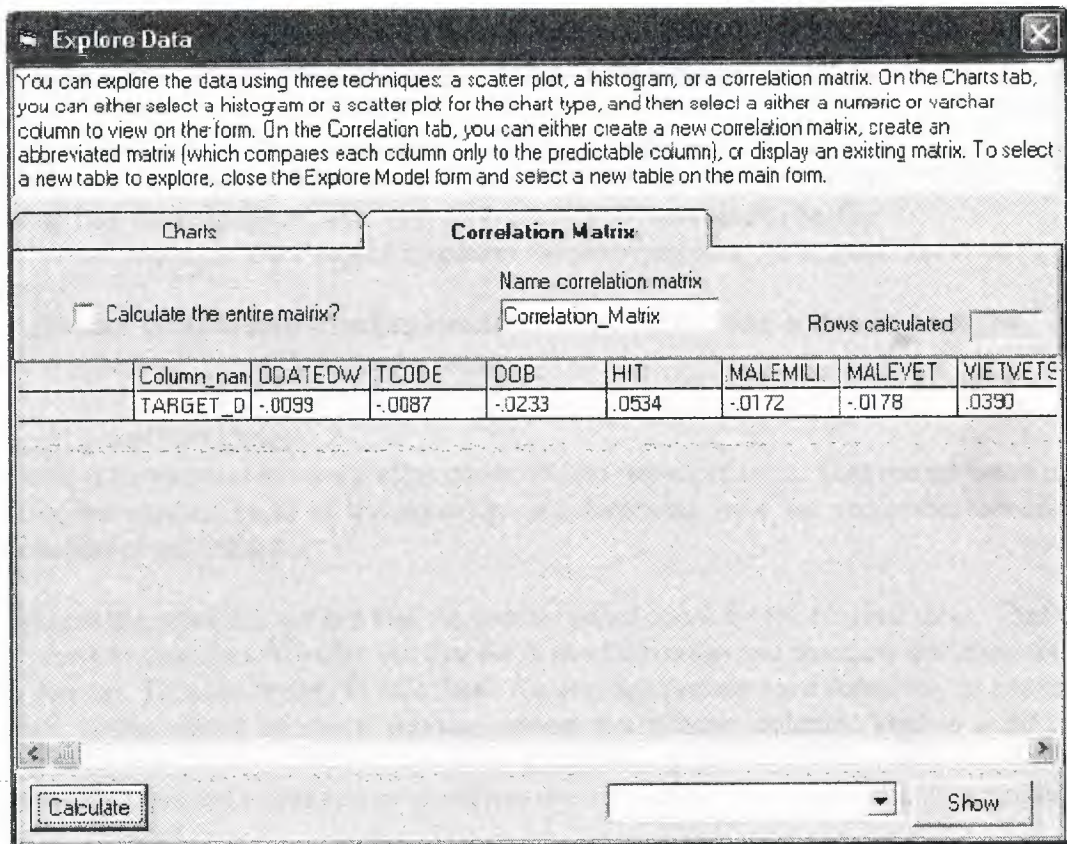 Explore Data
You can explore the data using three techniques: a scatter plot, a histogram, or a correlation matrix. On the Charts tab,
you can either select a histogram or a scatter plot for the chart type, and then select a either a numeric or varchar
column to view on the form. On the Correlation tab, you can either create a new correlation matrix, create an
abbreviated matrix (which compares each column only to the predictable column), or display an existing matrix. To select
a new table to explore, close the Explore Model form and select a new table on the main form.
Charts Correlation Matrix
Name correlation matrix
Calculate the entire matrix? Correlation_Matrix Rows calculated
Column_nam ODATEDW TCODE DOB HIT MALEMILI MALEVET VIETVETS
TARGET_D -.0099 -.0087 -.0233 .0534 -.0172 -.0178 .0390
Calculate Show